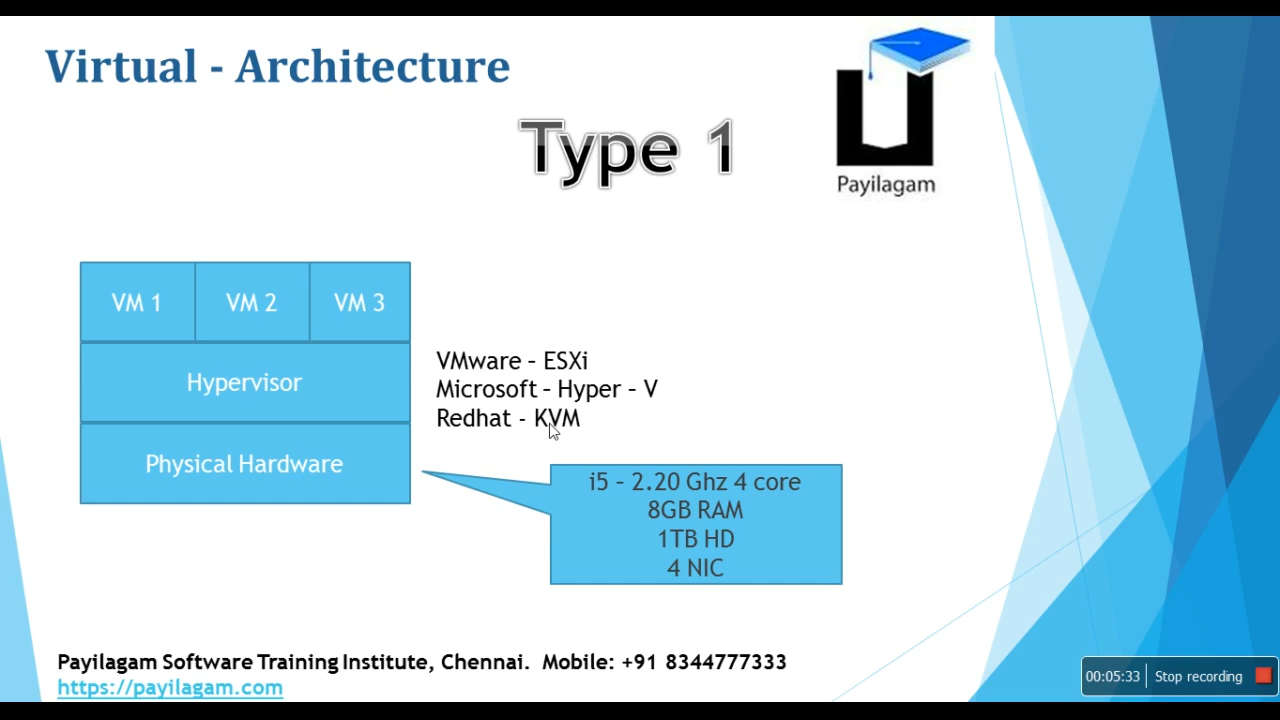 Virtual - Architecture
Type 1
Payilagam
VM 1
VM 2
VM 3
Hypervisor
Physical Hardware
VMware – ESXi
Microsoft – Hyper – V
Redhat - KVM
i5 – 2.20 Ghz 4 core
8GB RAM
1TB HD
4 NIC
Payilagam Software Training Institute, Chennai. Mobile: +91 8344777333
https://payilagam.com
00:05:33 Stop recording